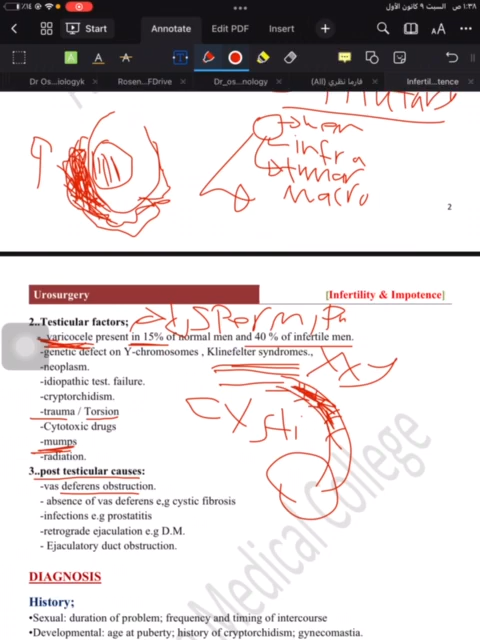 ١:٣٨ ص السبت ٩ كانون الأول
Start
Annotate
Edit PDF
Insert
Dr Os...iologyk
Rosen...FDrive
Dr_os...nology
فارما نظري (All)
Infertil...tence
infra
tumor
macro
2
Urosurgery
[Infertility & Impotence]
2..Testicular factors;
-varicocele present in 15% of normal men and 40 % of infertile men.
-genetic defect on Y-chromosomes , Klinefelter syndromes.,
XXY
-neoplasm.
-idiopathic test. failure.
-cryptorchidism.
-trauma / Torsion
-Cytotoxic drugs
-mumps
-radiation.
Cysti
3..post testicular causes:
-vas deferens obstruction.
- absence of vas deferens e,g cystic fibrosis
-infections e.g prostatitis
-retrograde ejaculation e.g D.M.
- Ejaculatory duct obstruction.
Medical College
DIAGNOSIS
History;
•Sexual: duration of problem; frequency and timing of intercourse
•Developmental: age at puberty; history of cryptorchidism; gynecomastia.